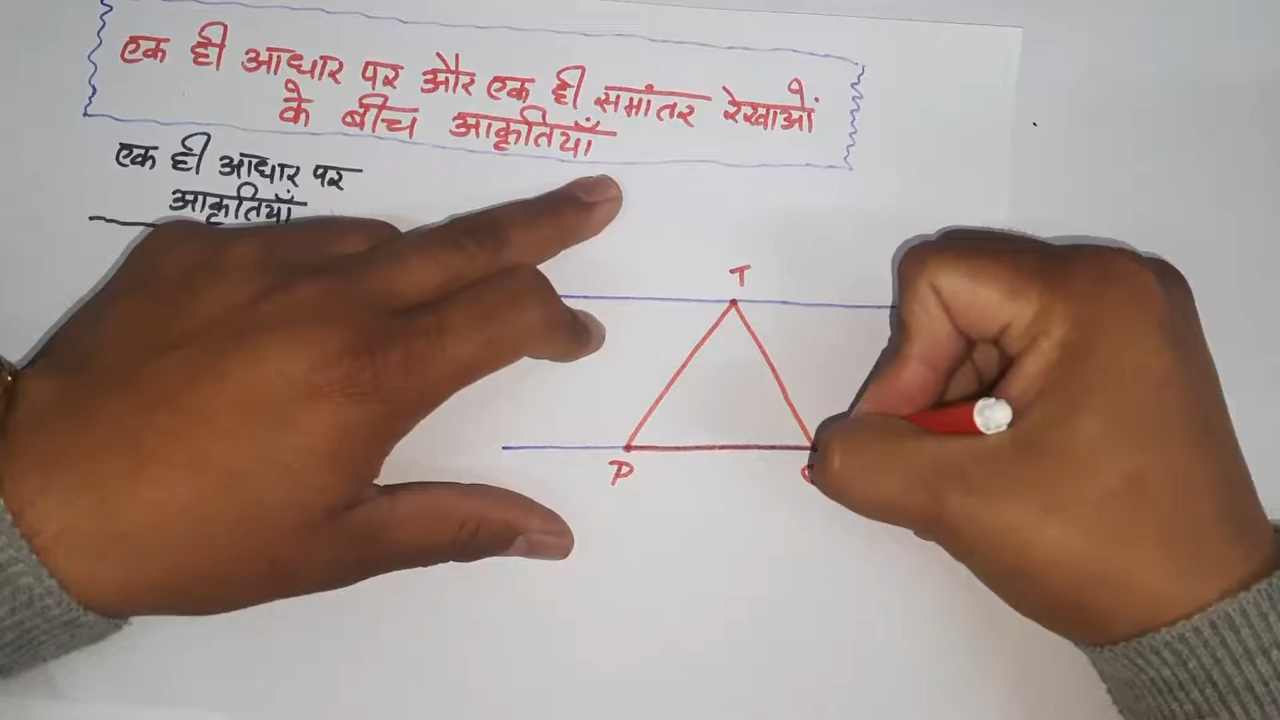 एक ही आधार पर और एक ही समांतर रेखाओं
के बीच आकृतियाँ
एक ही आधार पर
आकृतियाँ
T
P